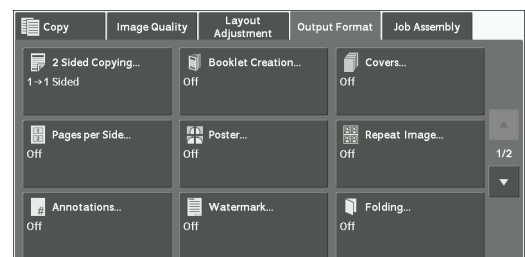 Copy
Image Quality
Layout
Adjustment
Output Format
Job Assembly
2 Sided Copying...
1→1 Sided
Booklet Creation...
Off
Covers...
Off
Pages per Side...
Off
Poster...
Off
Repeat Image...
Off
1/2
Annotations...
Off
Watermark...
Off
Folding...
Off